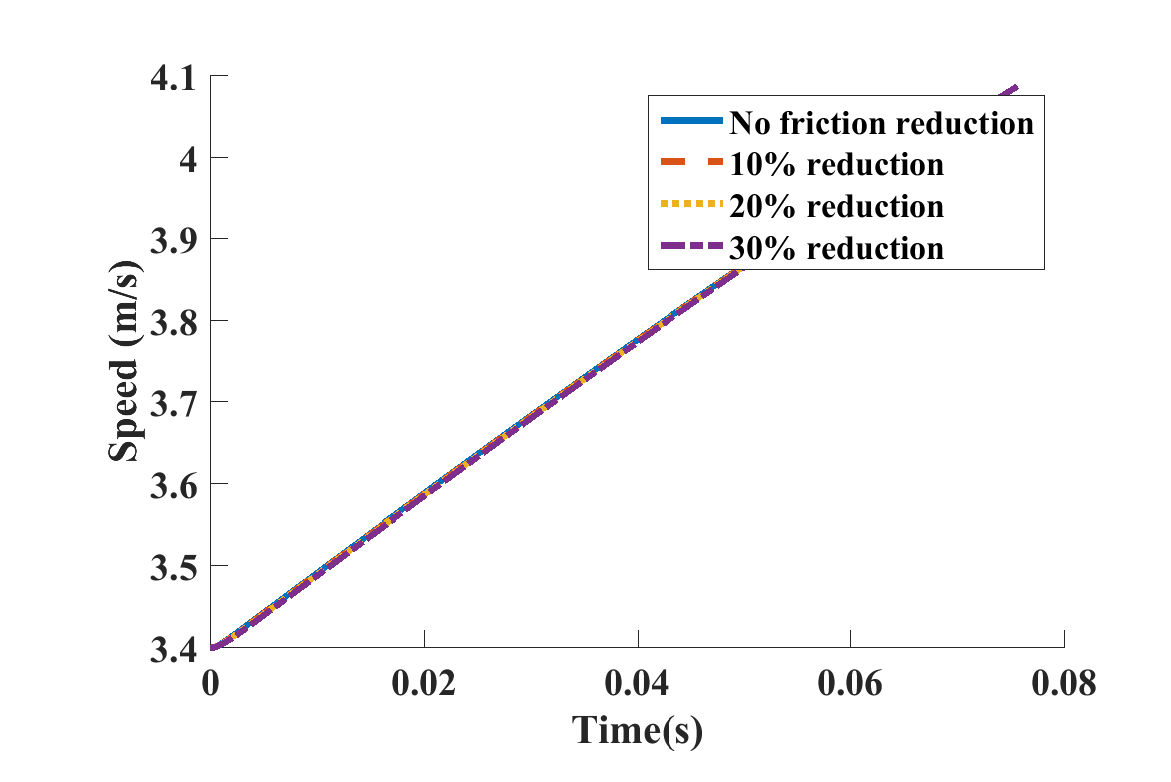 4.1
4
3.9
3.8
3.7
3.6
3.5
3.4
Speed (m/s)
No friction reduction
10% reduction
20% reduction
30% reduction
0 0.02 0.04 0.06 0.08
Time(s)